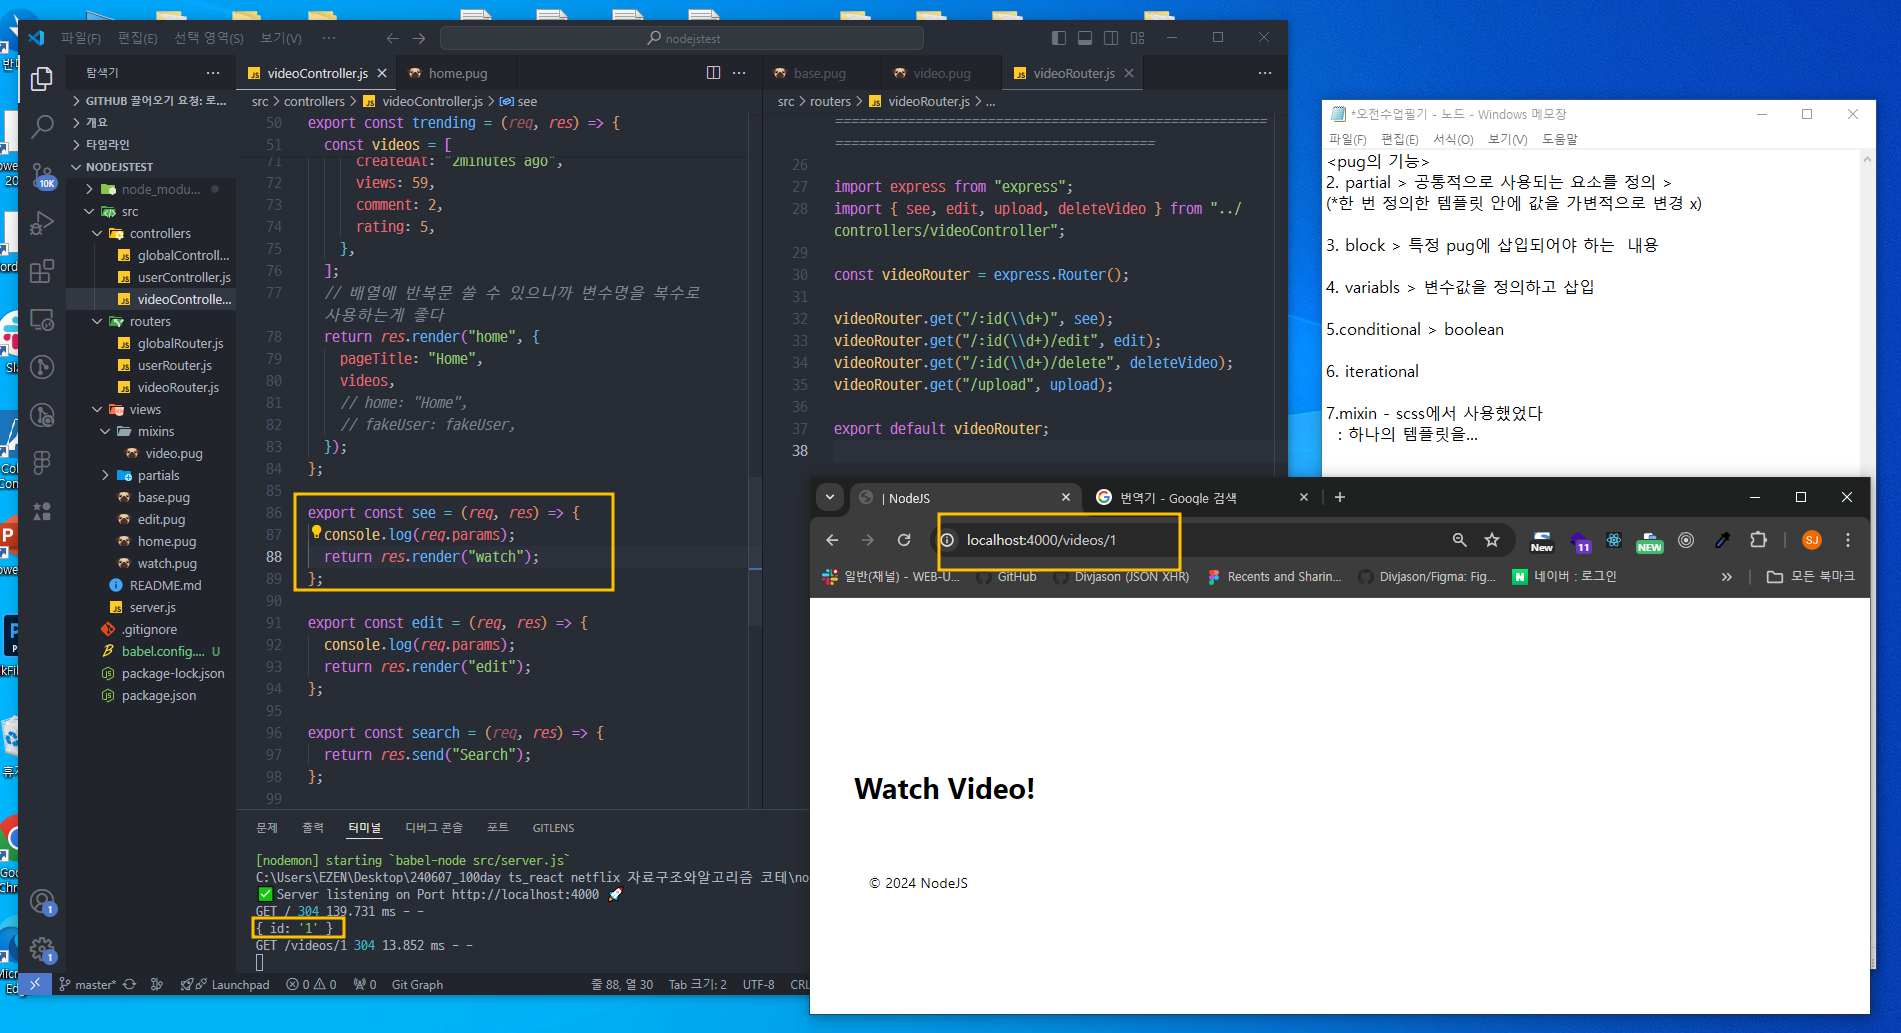 파일(F) 편집(E) 선택 영역(S) 보기(V) ···
nodejstest
탐색기 ···
GITHUB 끌어오기 요청: 로...
개요
타임라인
NODEJSTEST
node_modu...
src
controllers
globalControll...
userController.js
videoControlle...
routers
globalRouter.js
userRouter.js
videoRouter.js
views
mixins
video.pug
partials
base.pug
edit.pug
home.pug
watch.pug
README.md
server.js
.gitignore
babel.config.... U
package-lock.json
package.json
10K
1
1
videoController.js home.pug
src > controllers > videoController.js > see
50 export const trending = (req, res) => {
51 const videos = [
71 createdAt: "2minutes ago",
72 views: 59,
73 comment: 2,
74 rating: 5,
75 },
76 ];
77 // 배열에 반복문 쓸 수 있으니까 변수명을 복수로
사용하는게 좋다
78 return res.render("home", {
79 pageTitle: "Home",
80 videos,
81 // home: "Home",
82 // fakeUser: fakeUser,
83 });
84 };
85
86 export const see = (req, res) => {
87 console.log(req.params);
88 return res.render("watch");
89 };
90
91 export const edit = (req, res) => {
92 console.log(req.params);
93 return res.render("edit");
94 };
95
96 export const search = (req, res) => {
97 return res.send("Search");
98 };
99
base.pug video.pug videoRouter.js
src > routers > videoRouter.js > ...
======================================================
========================================
26
27 import express from "express";
28 import { see, edit, upload, deleteVideo } from "../
controllers/videoController";
29
30 const videoRouter = express.Router();
31
32 videoRouter.get("/:id(\\d+)", see);
33 videoRouter.get("/:id(\\d+)/edit", edit);
34 videoRouter.get("/:id(\\d+)/delete", deleteVideo);
35 videoRouter.get("/upload", upload);
36
37 export default videoRouter;
38
문제 출력 터미널 디버그 콘솔 포트 GITLENS
[nodemon] starting `babel-node src/server.js`
C:\Users\EZEN\Desktop\240607_100day ts_react netflix 자료구조와알고리즘 코테\no
✅ Server listening on Port http://localhost:4000 🚀
GET / 304 139.731 ms - -
{ id: '1' }
GET /videos/1 304 13.852 ms - -
master* Launchpad 0 0 0 Git Graph 줄 88, 열 30 Tab 크기: 2 UTF-8 CRL
*오전수업필기 - 노트 - Windows 메모장
파일(F) 편집(E) 서식(O) 보기(V) 도움말
<pug의 기능>
2. partial > 공통적으로 사용되는 요소를 정의 >
(*한 번 정의한 템플릿 안에 값을 가변적으로 변경 x)
3. block > 특정 pug에 삽입되어야 하는 내용
4. variabls > 변수값을 정의하고 삽입
5.conditional > boolean
6. iterational
7.mixin - scss에서 사용했었다
: 하나의 템플릿을...
| NodeJS 번역기 - Google 검색
localhost:4000/videos/1
New 11 NEW SJ
일반(채널) - WEB-U... GitHub Divjason (JSON XHR) Recents and Sharin... Divjason/Figma: Fig... 네이버 : 로그인 » 모든 북마크
Watch Video!
© 2024 NodeJS